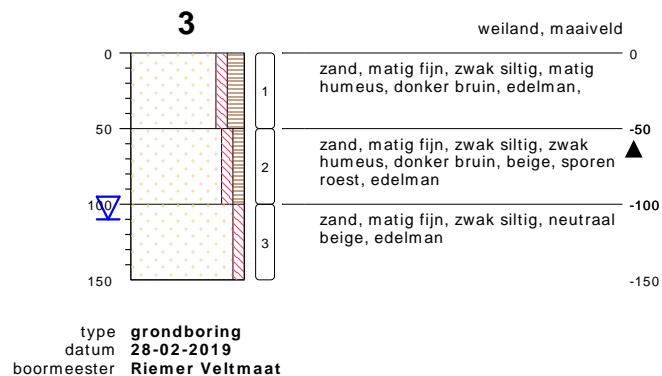 3
weiland, maaiveld
0
0
zand, matig fijn, zwak siltig, matig
humeus, donker bruin, edelman,
1
50
-50
zand, matig fijn, zwak siltig, zwak
humeus, donker bruin, beige, sporen
roest, edelman
2
100
-100
zand, matig fijn, zwak siltig, neutraal
beige, edelman
3
150
-150
type grondboring
datum 28-02-2019
boormeester Riemer Veltmaat